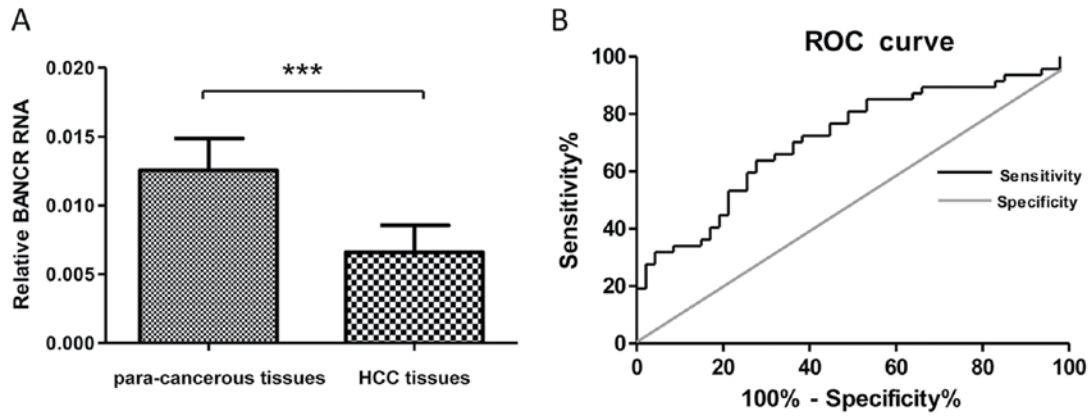 A
Relative BANCR RNA
0.020
0.015
0.010
0.005
0.000
***
para-cancerous tissues
HCC tissues
B
ROC curve
Sensitivity%
100
80
60
40
20
0
Sensitivity
Specificity
0 20 40 60 80 100
100% - Specificity%